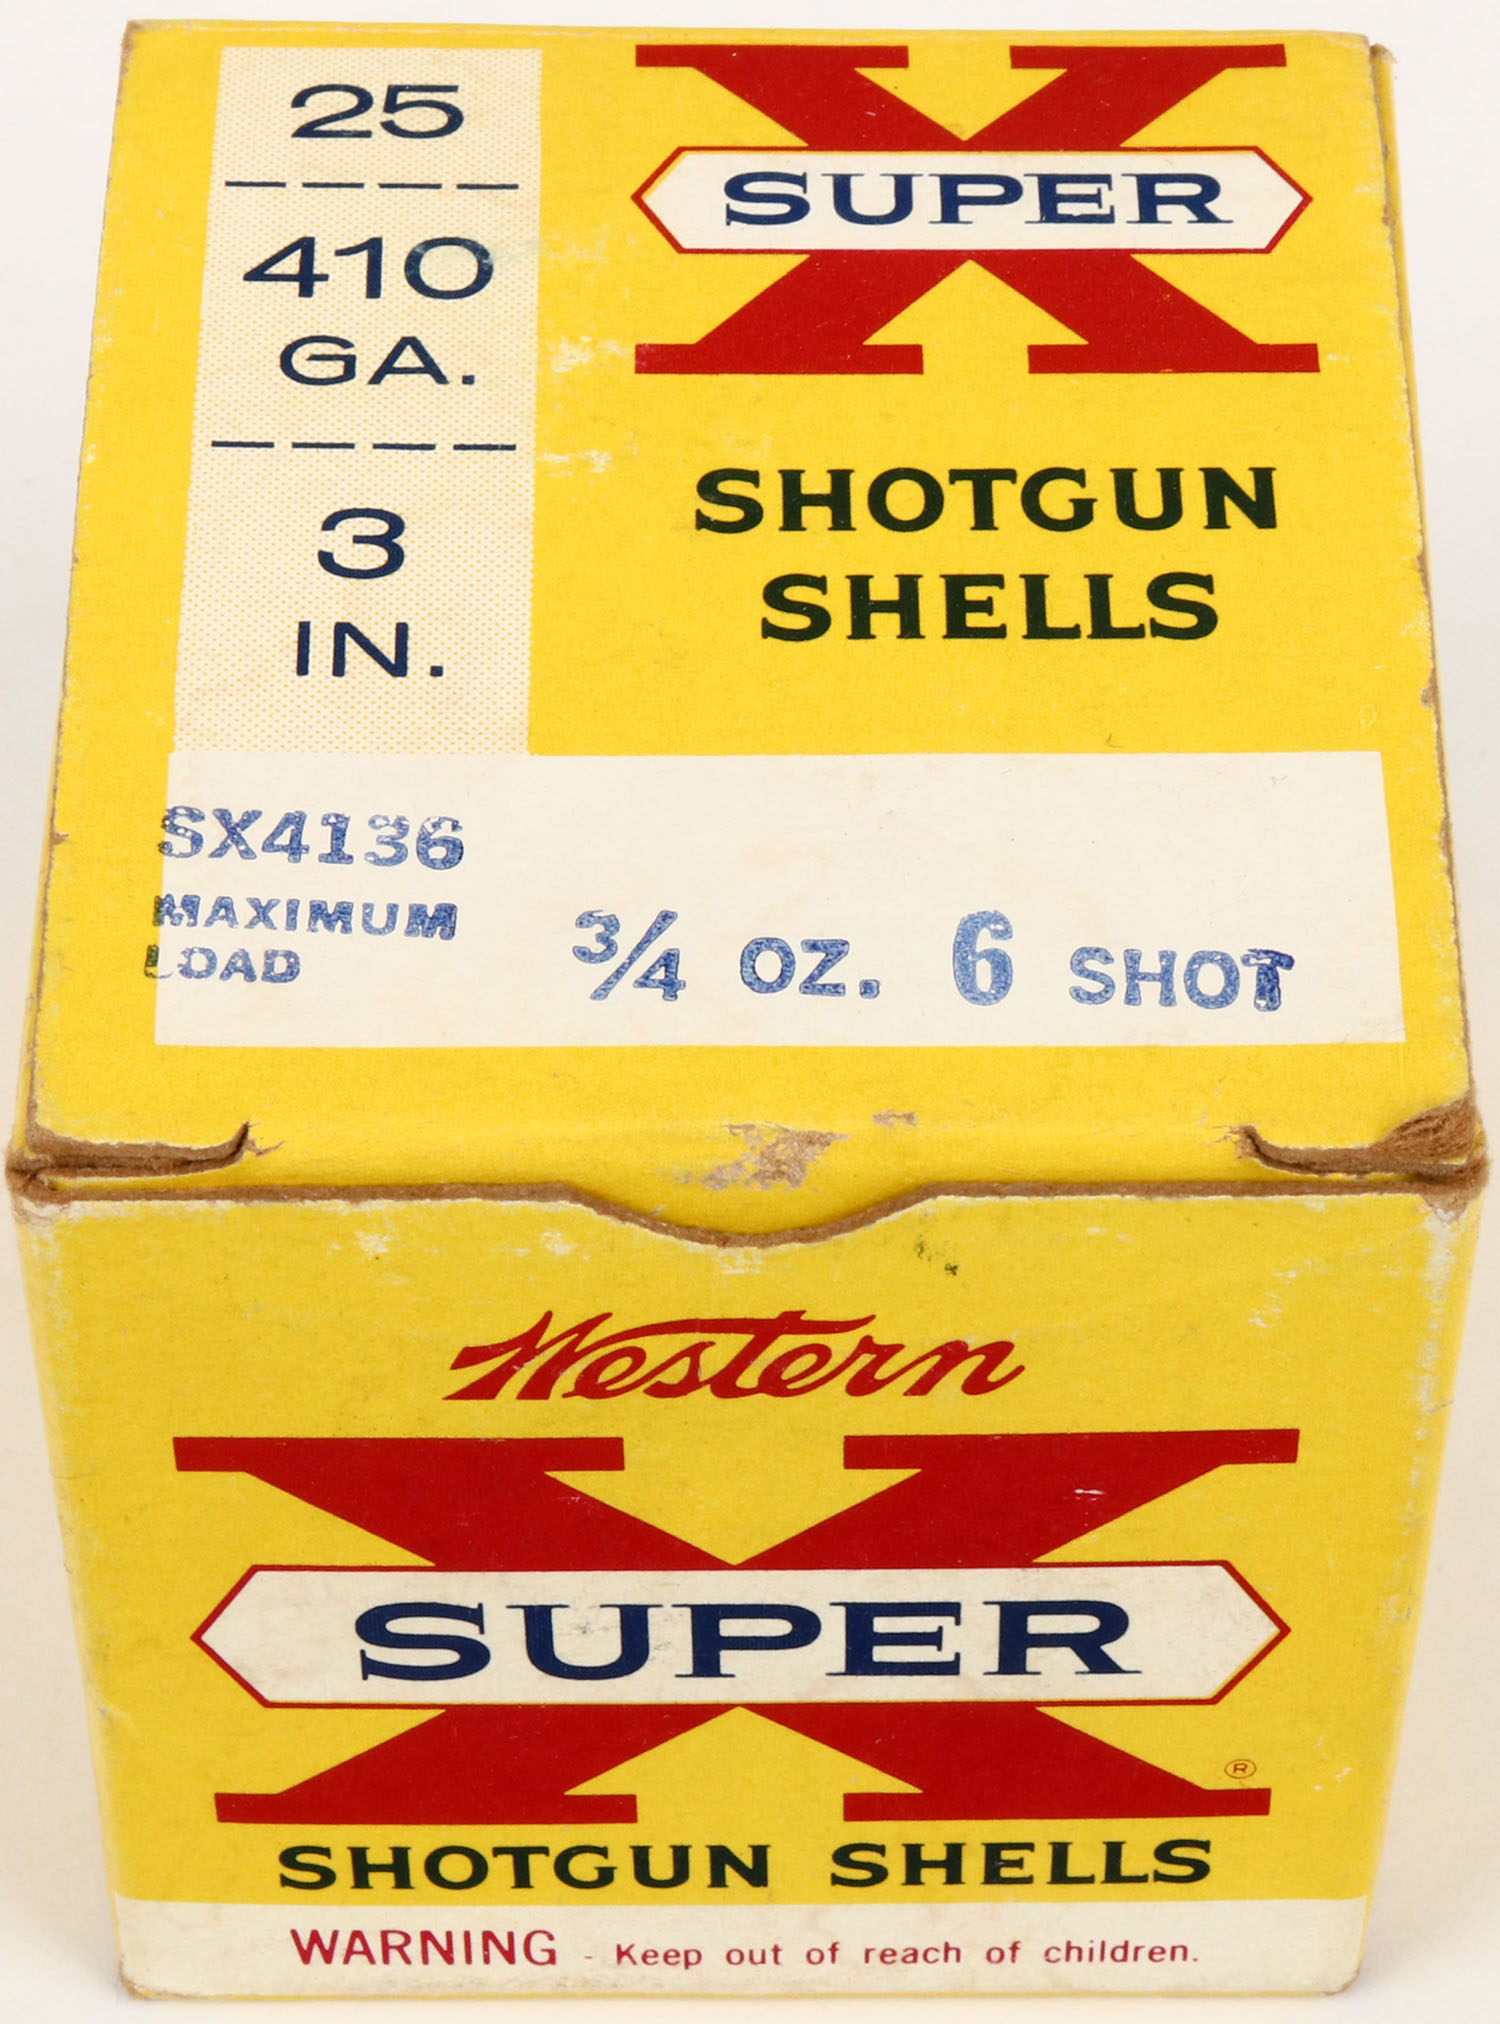 25
410
GA.
3
IN.
SUPER
X
SHOTGUN
SHELLS
SX4136
MAXIMUM
LOAD
3/4 OZ. 6 SHOT
Western
SUPER
X
®
SHOTGUN SHELLS
WARNING - Keep out of reach of children.